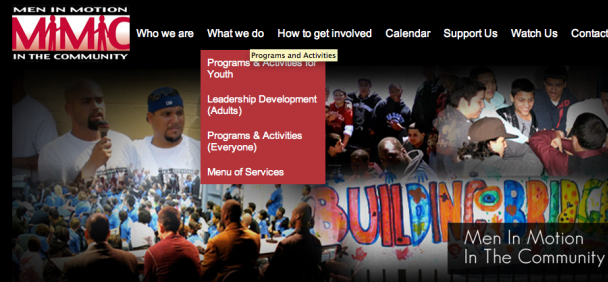 MEN IN MOTION
MiMiC
IN THE COMMUNITY
Who we are What we do How to get involved Calendar Support Us Watch Us Contact
Programs and Activities
Programs & Activities for
Youth
Leadership Development
(Adults)
Programs & Activities
(Everyone)
Menu of Services
BUILDING BRIDG
Men In Motion
In The Community